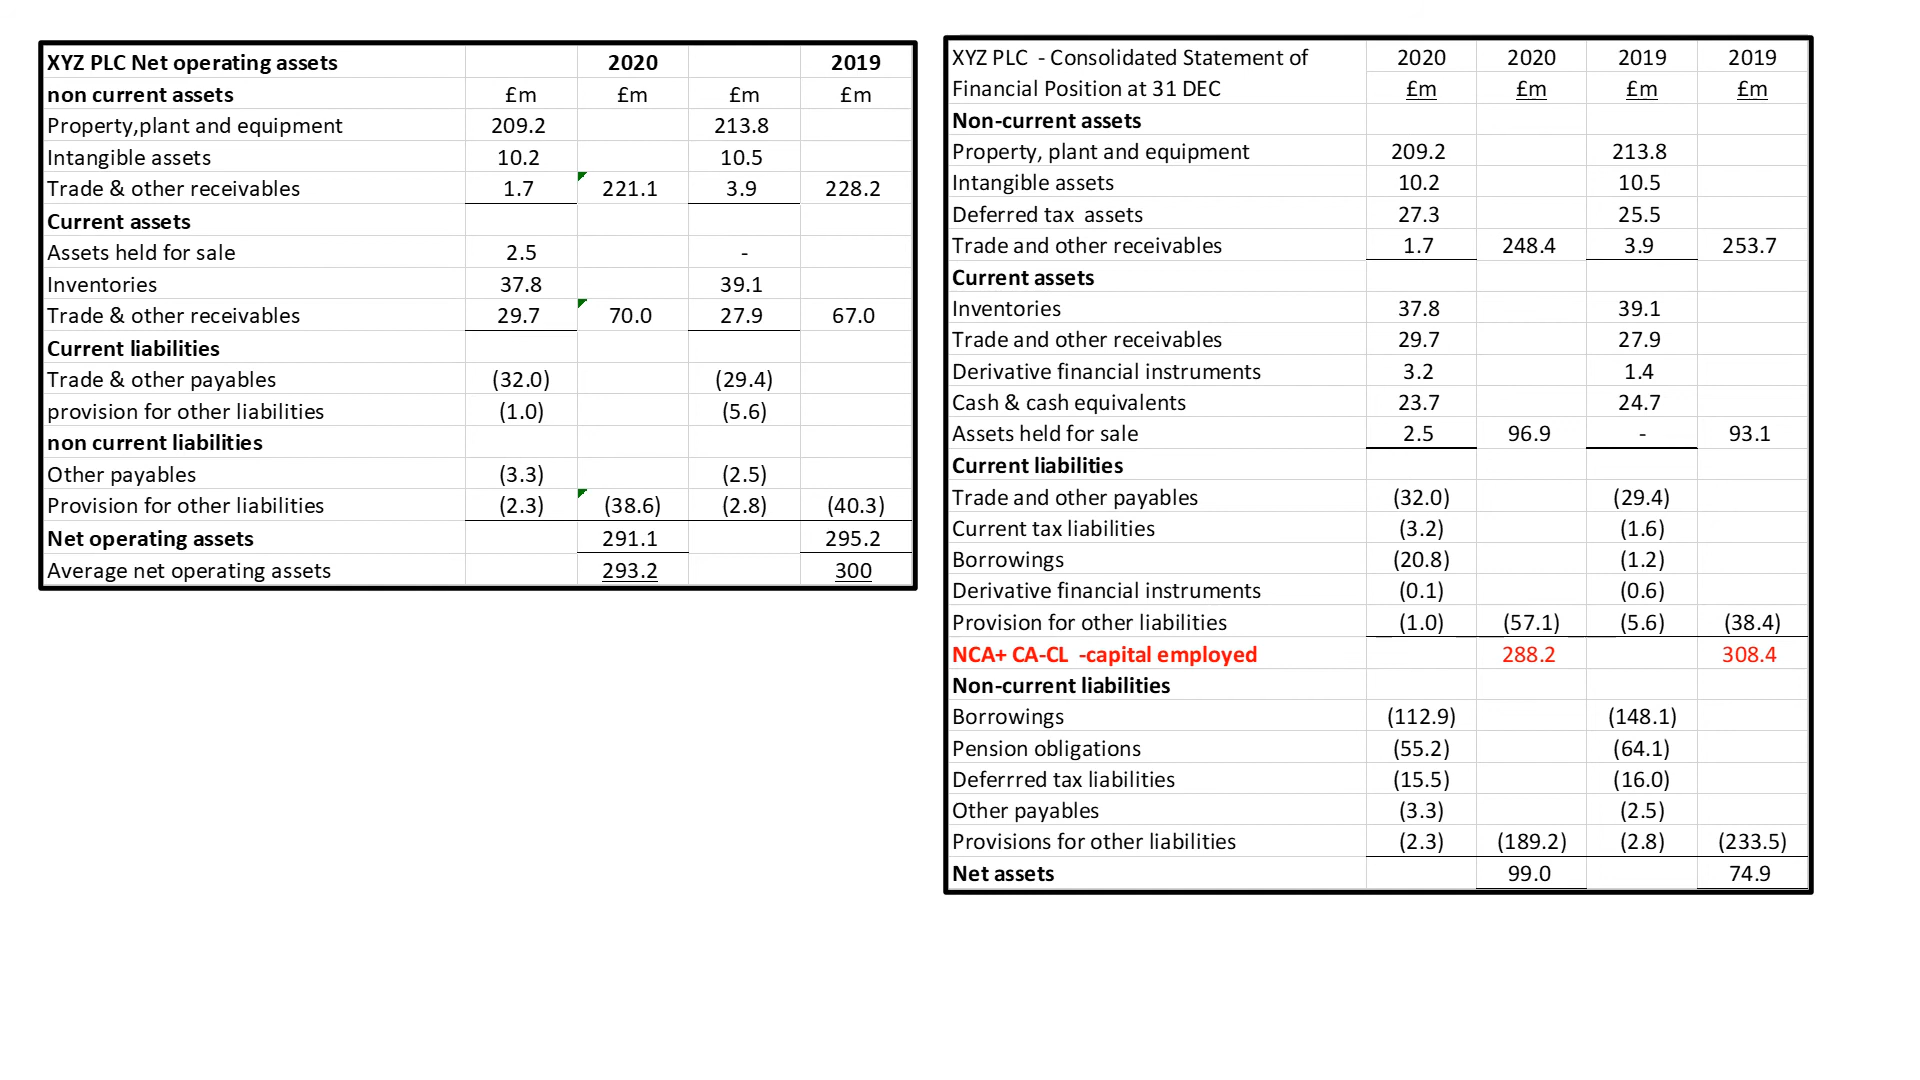 XYZ PLC Net operating assets 2020 2019
non current assets £m £m £m £m
Property,plant and equipment 209.2 213.8
Intangible assets 10.2 10.5
Trade & other receivables 1.7 221.1 3.9 228.2
Current assets
Assets held for sale 2.5 -
Inventories 37.8 39.1
Trade & other receivables 29.7 70.0 27.9 67.0
Current liabilities
Trade & other payables (32.0) (29.4)
provision for other liabilities (1.0) (5.6)
non current liabilities
Other payables (3.3) (2.5)
Provision for other liabilities (2.3) (38.6) (2.8) (40.3)
Net operating assets 291.1 295.2
Average net operating assets 293.2 300
XYZ PLC - Consolidated Statement of 2020 2020 2019 2019
Financial Position at 31 DEC £m £m £m £m
Non-current assets
Property, plant and equipment 209.2 213.8
Intangible assets 10.2 10.5
Deferred tax assets 27.3 25.5
Trade and other receivables 1.7 248.4 3.9 253.7
Current assets
Inventories 37.8 39.1
Trade and other receivables 29.7 27.9
Derivative financial instruments 3.2 1.4
Cash & cash equivalents 23.7 24.7
Assets held for sale 2.5 96.9 - 93.1
Current liabilities
Trade and other payables (32.0) (29.4)
Current tax liabilities (3.2) (1.6)
Borrowings (20.8) (1.2)
Derivative financial instruments (0.1) (0.6)
Provision for other liabilities (1.0) (57.1) (5.6) (38.4)
NCA+ CA-CL -capital employed 288.2 308.4
Non-current liabilities
Borrowings (112.9) (148.1)
Pension obligations (55.2) (64.1)
Deferrred tax liabilities (15.5) (16.0)
Other payables (3.3) (2.5)
Provisions for other liabilities (2.3) (189.2) (2.8) (233.5)
Net assets 99.0 74.9